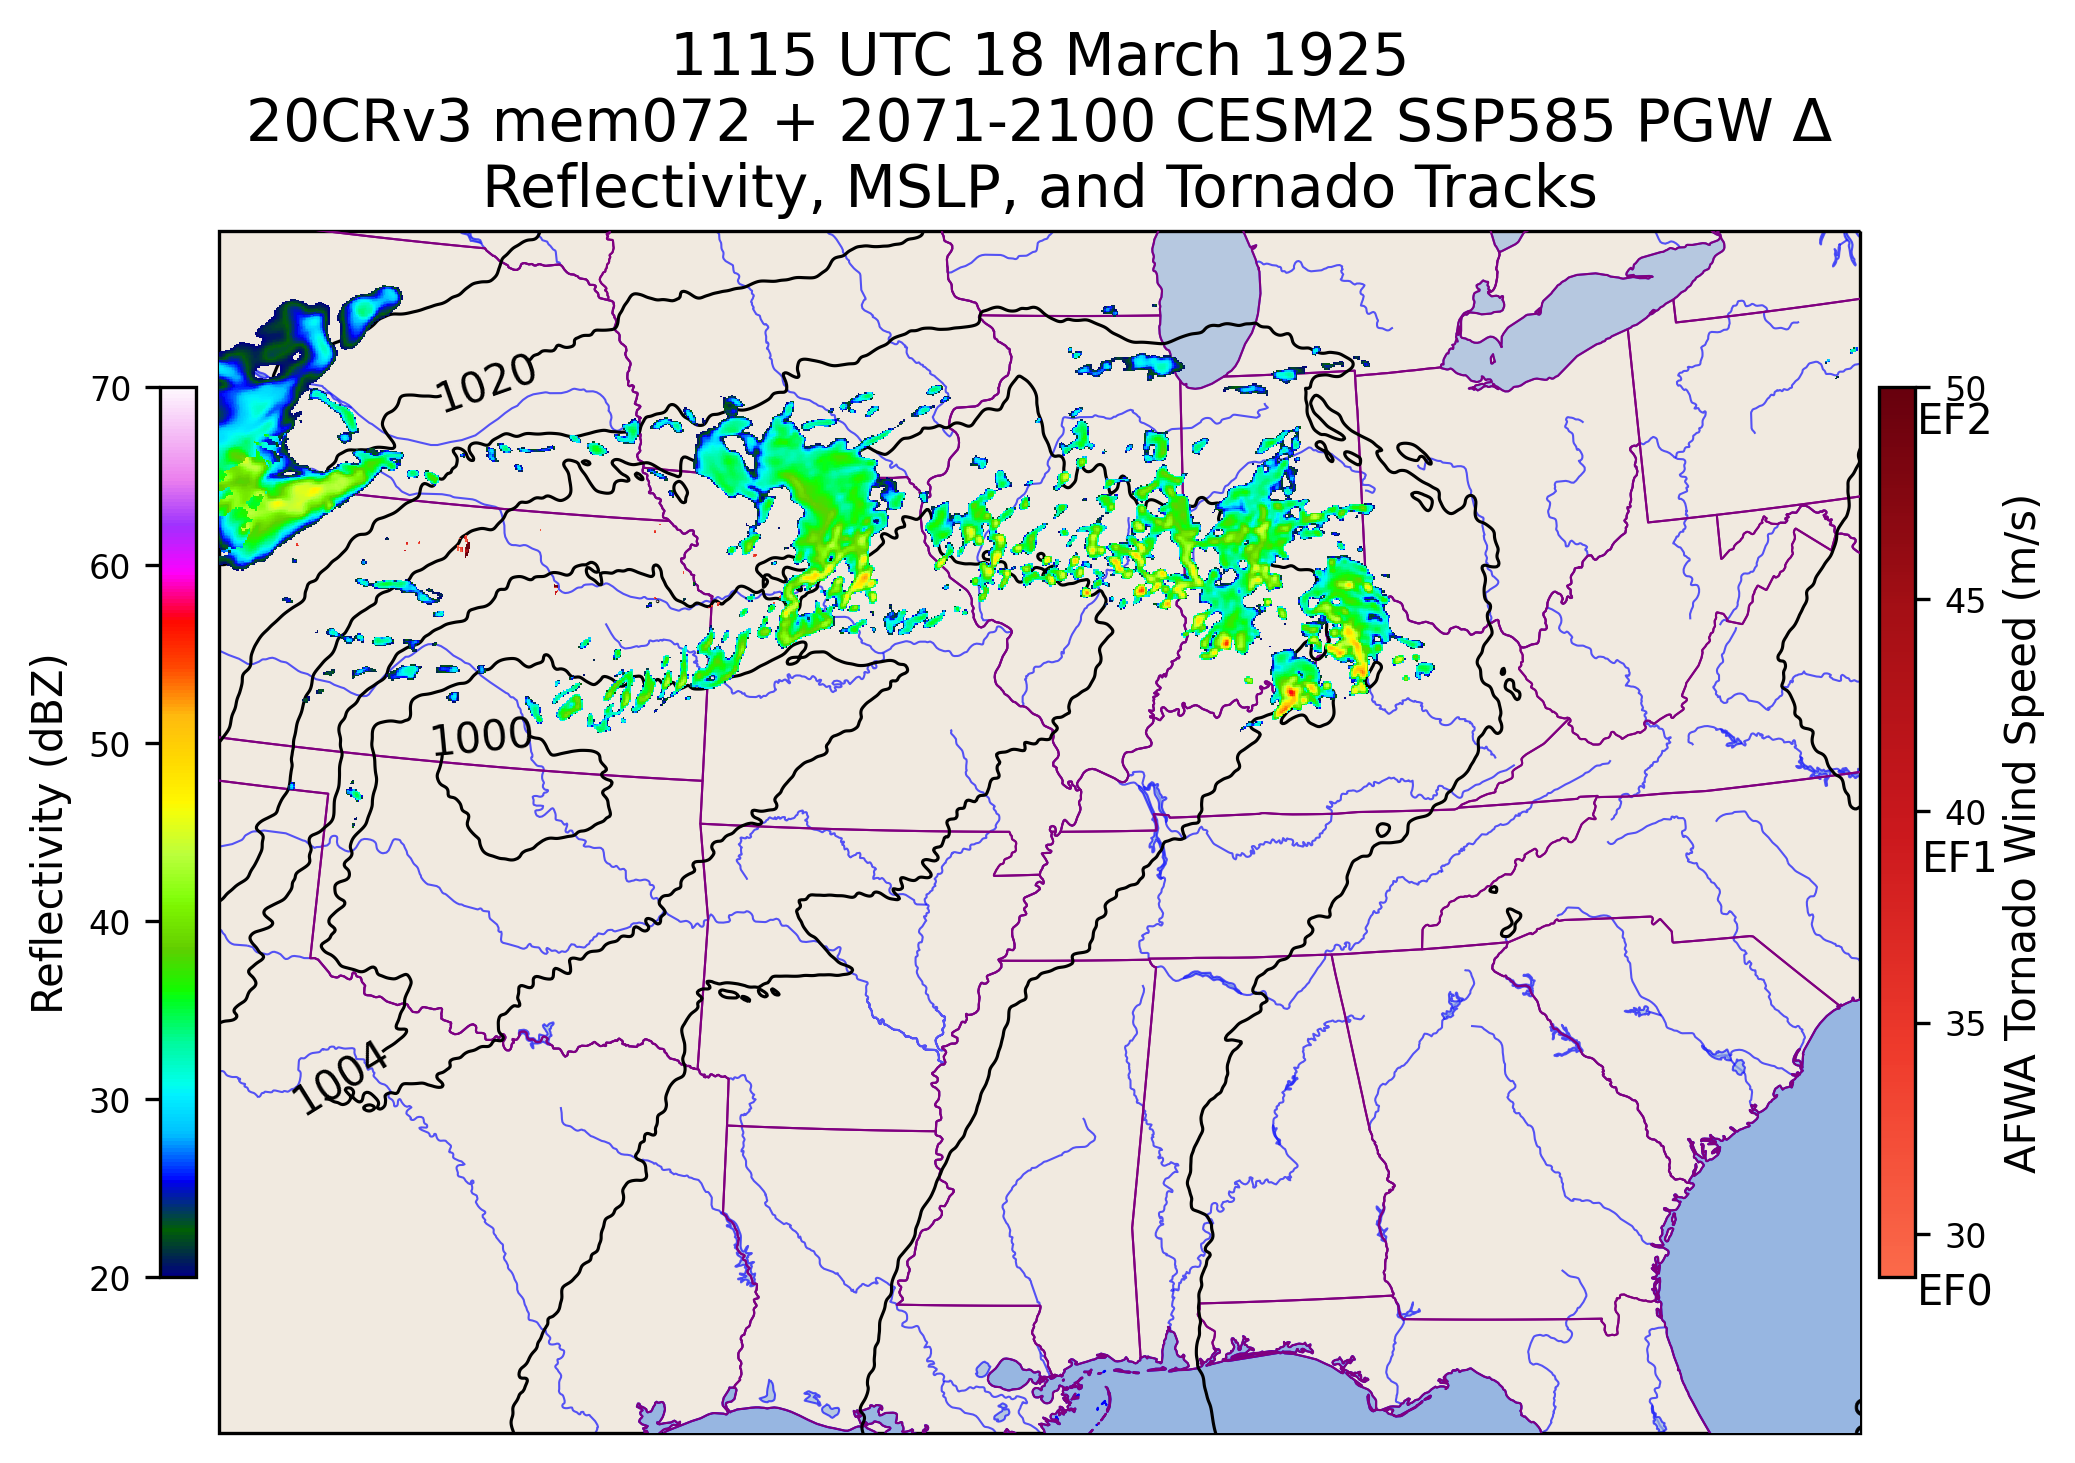 1115 UTC 18 March 1925
20CRv3 mem072 + 2071-2100 CESM2 SSP585 PGW Δ
Reflectivity, MSLP, and Tornado Tracks
70
60
50
40
30
20
Reflectivity (dBZ)
1020
1000
1004
50
EF2
45
40
EF1
35
30
EF0
AFWA Tornado Wind Speed (m/s)